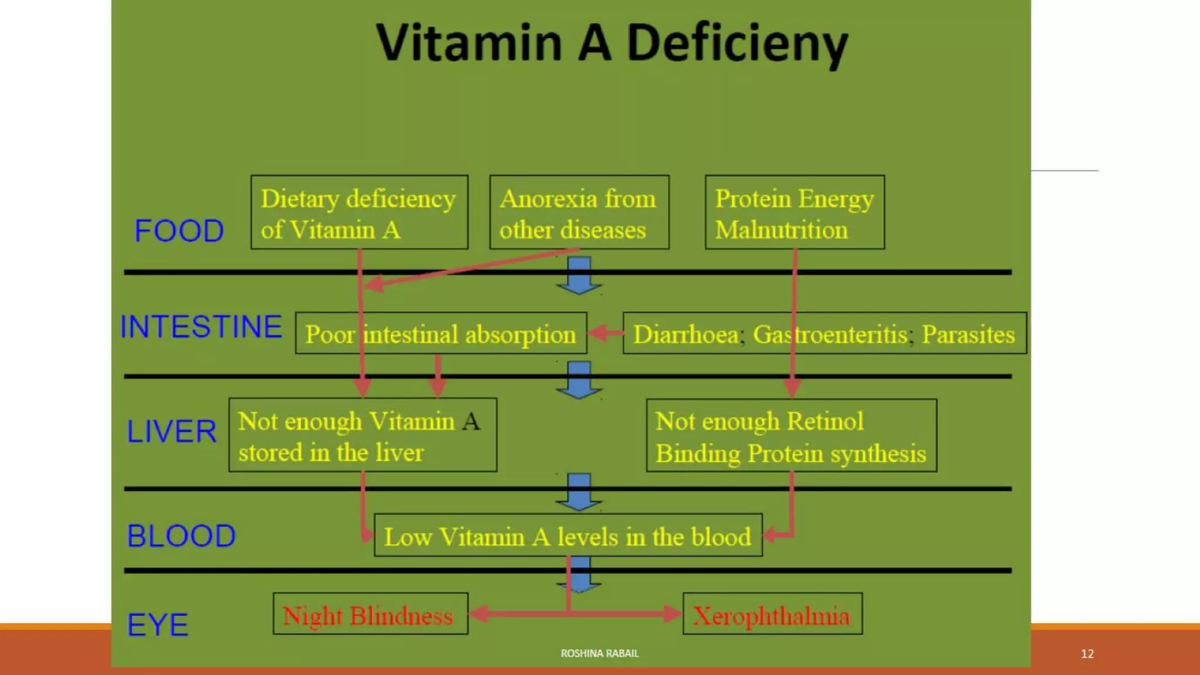 Vitamin A Deficieny
FOOD
Dietary deficiency
of Vitamin A
Anorexia from
other diseases
Protein Energy
Malnutrition
INTESTINE
Poor intestinal absorption
Diarrhoea; Gastroenteritis; Parasites
LIVER
Not enough Vitamin A
stored in the liver
Not enough Retinol
Binding Protein synthesis
BLOOD
Low Vitamin A levels in the blood
EYE
Night Blindness
Xerophthalmia
ROSHINA RABAIL
12